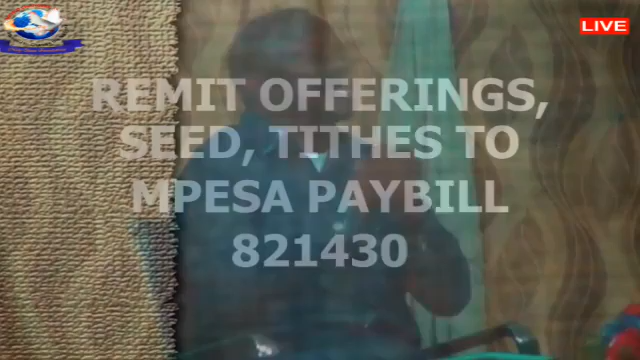 LIVE
REMIT OFFERINGS,
SEED, TITHES TO
MPESA PAYBILL
821430